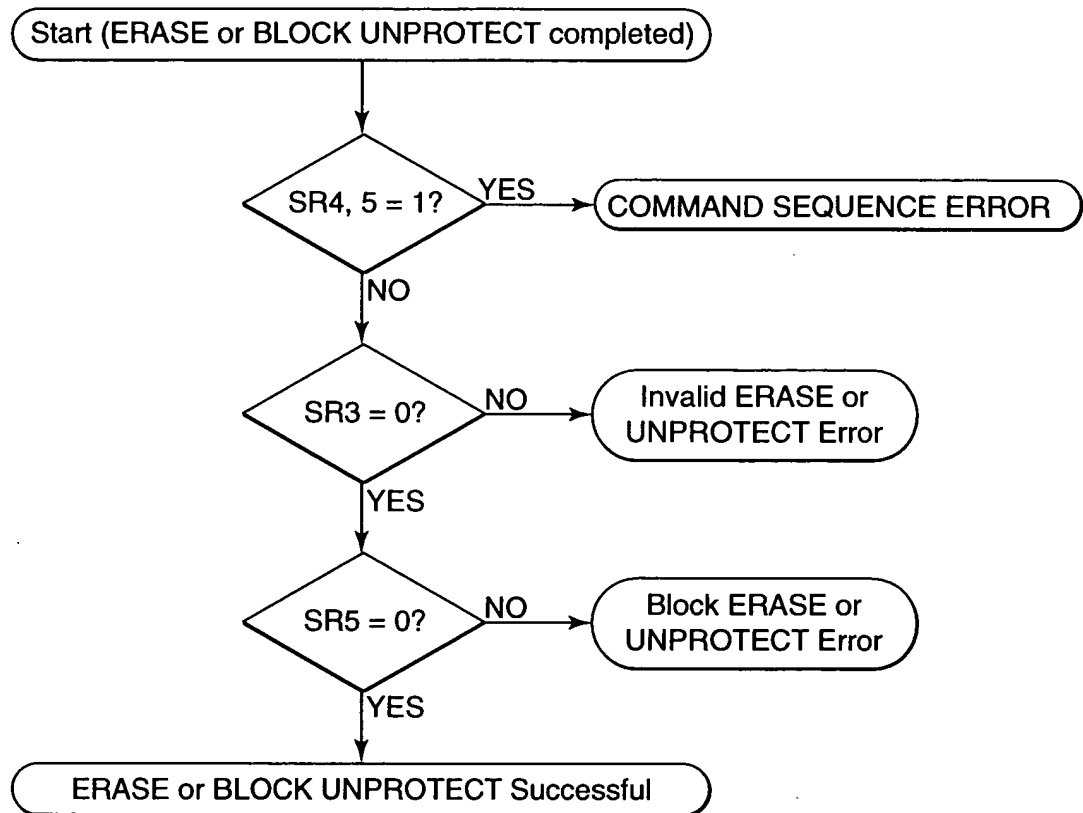 Start (ERASE or BLOCK UNPROTECT completed)
SR4, 5 = 1?
YES
COMMAND SEQUENCE ERROR
NO
SR3 = 0?
NO
Invalid ERASE or
UNPROTECT Error
YES
SR5 = 0?
NO
Block ERASE or
UNPROTECT Error
YES
ERASE or BLOCK UNPROTECT Successful